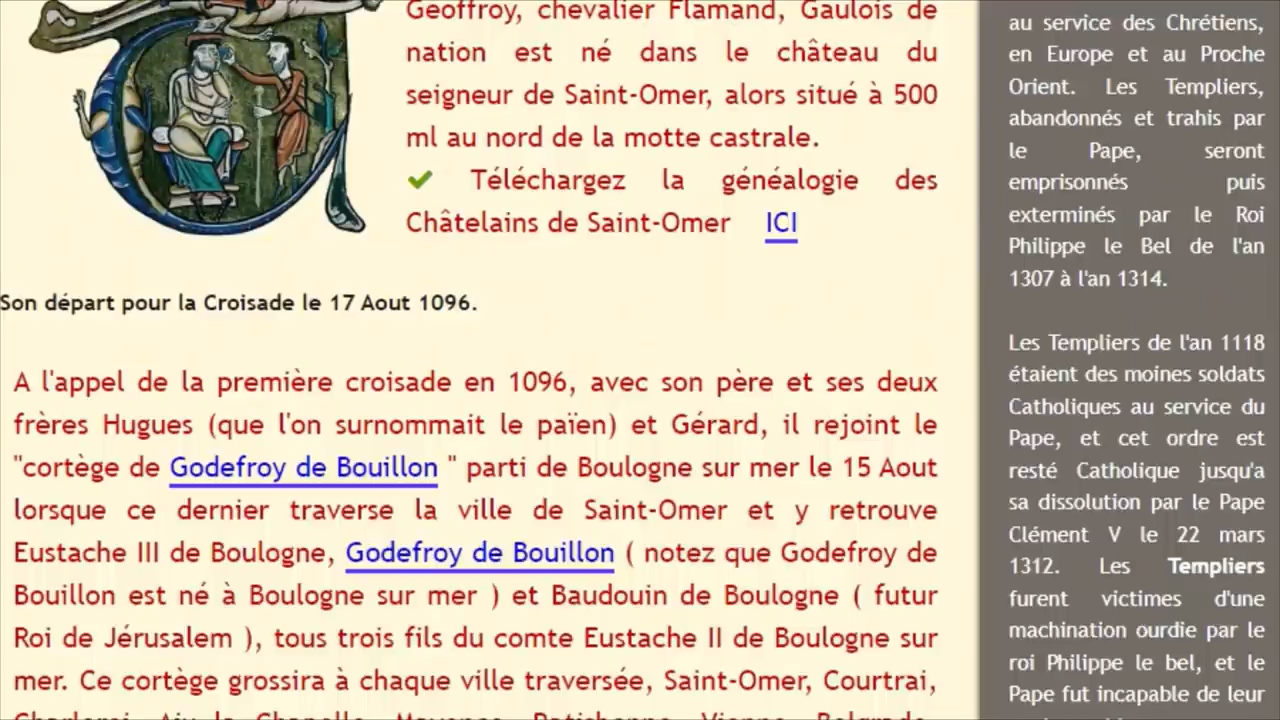 Geoffroy, chevalier Flamand, Gaulois de
nation est né dans le château du
seigneur de Saint-Omer, alors situé à 500
ml au nord de la motte castrale.
✔ Téléchargez la généalogie des
Châtelains de Saint-Omer ICI
Son départ pour la Croisade le 17 Aout 1096.
A l'appel de la première croisade en 1096, avec son père et ses deux
frères Hugues (que l'on surnommait le païen) et Gérard, il rejoint le
"cortège de Godefroy de Bouillon " parti de Boulogne sur mer le 15 Aout
lorsque ce dernier traverse la ville de Saint-Omer et y retrouve
Eustache III de Boulogne, Godefroy de Bouillon ( notez que Godefroy de
Bouillon est né à Boulogne sur mer ) et Baudouin de Boulogne ( futur
Roi de Jérusalem ), tous trois fils du comte Eustache II de Boulogne sur
mer. Ce cortège grossira à chaque ville traversée, Saint-Omer, Courtrai,
au service des Chrétiens,
en Europe et au Proche
Orient. Les Templiers,
abandonnés et trahis par
le Pape, seront
emprisonnés puis
exterminés par le Roi
Philippe le Bel de l'an
1307 à l'an 1314.
Les Templiers de l'an 1118
étaient des moines soldats
Catholiques au service du
Pape, et cet ordre est
resté Catholique jusqu'a
sa dissolution par le Pape
Clément V le 22 mars
1312. Les Templiers
furent victimes d'une
machination ourdie par le
roi Philippe le bel, et le
Pape fut incapable de leur